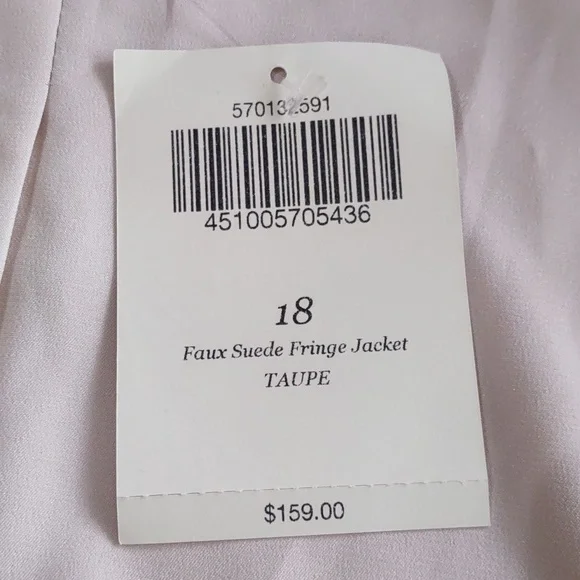 570132591
451005705436
18
Faux Suede Fringe Jacket
TAUPE
$159.00